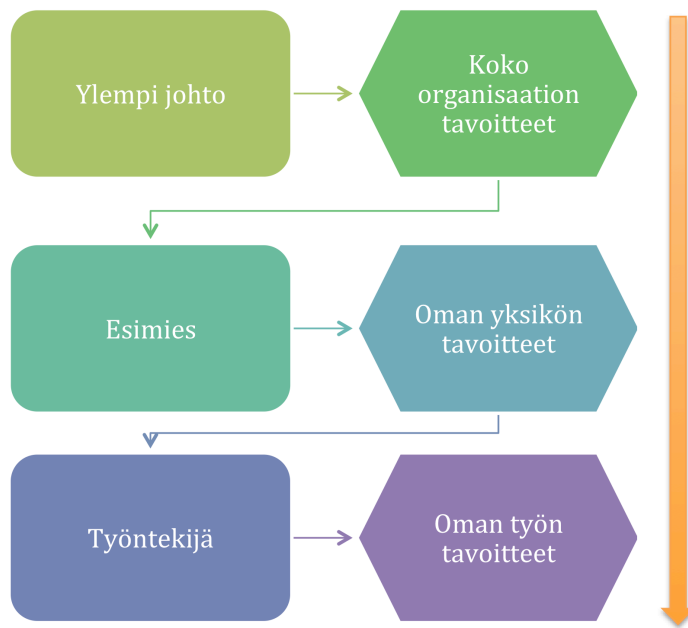 Ylempi johto
Koko
organisaation
tavoitteet
Esimies
Oman yksikön
tavoitteet
Työntekijä
Oman työn
tavoitteet